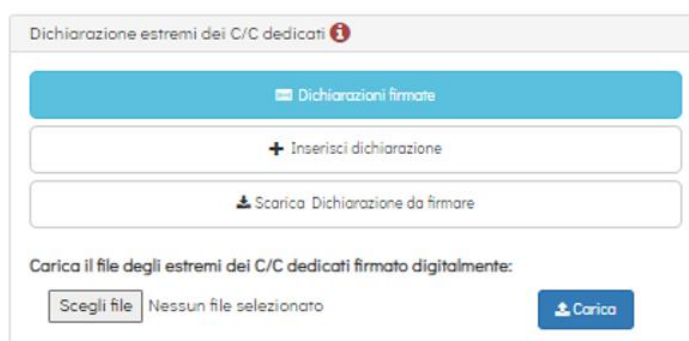 Dichiarazione estremi dei C/C dedicati
Dichiarazioni firmate
Inserisci dichiarazione
Scarica Dichiarazione da firmare
Carica il file degli estremi dei C/C dedicati firmato digitalmente:
Scegli file Nessun file selezionato Carica